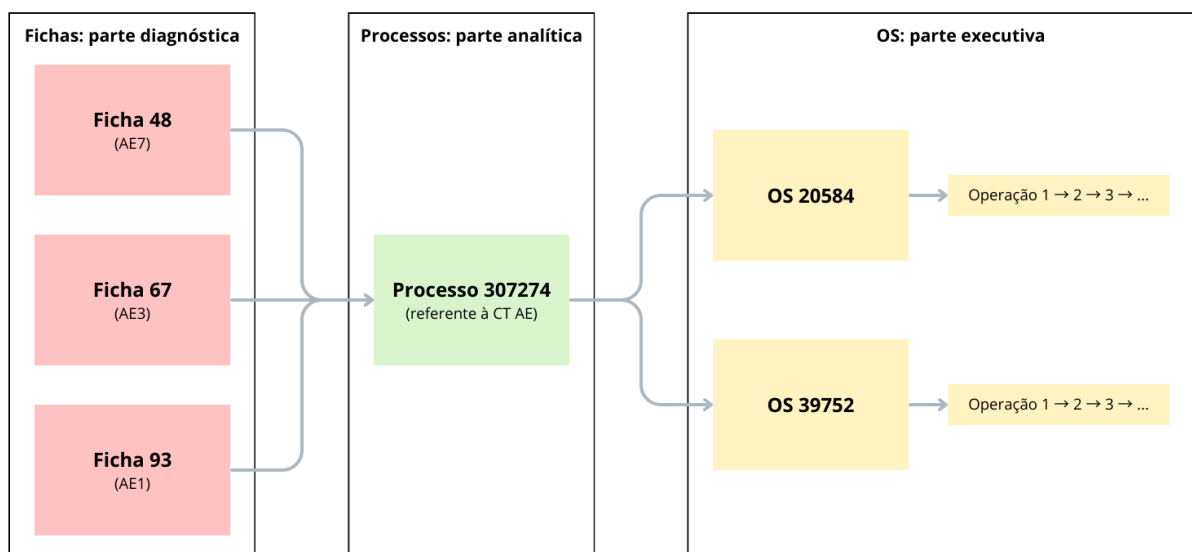 Fichas: parte diagnóstica
Ficha 48
(AE7)
Ficha 67
(AE3)
Ficha 93
(AE1)
Processos: parte analítica
Processo 307274
(referente à CT AE)
OS: parte executiva
OS 20584
Operação 1 → 2 → 3 → ...
OS 39752
Operação 1 → 2 → 3 → ...